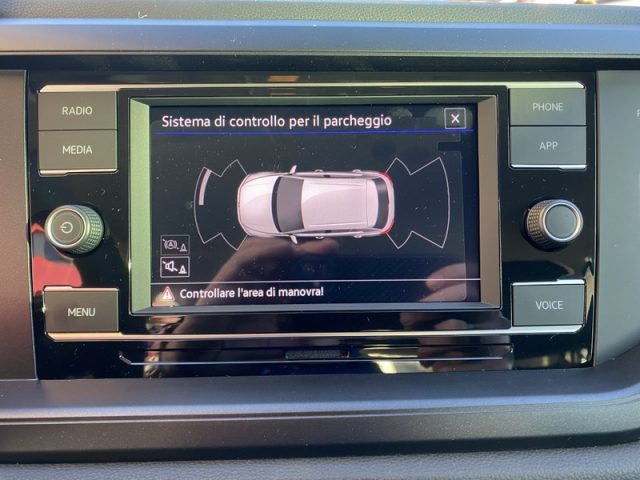 RADIO
MEDIA
MENU
PHONE
APP
VOICE
Sistema di controllo per il parcheggio
Controllare l'area di manovra!